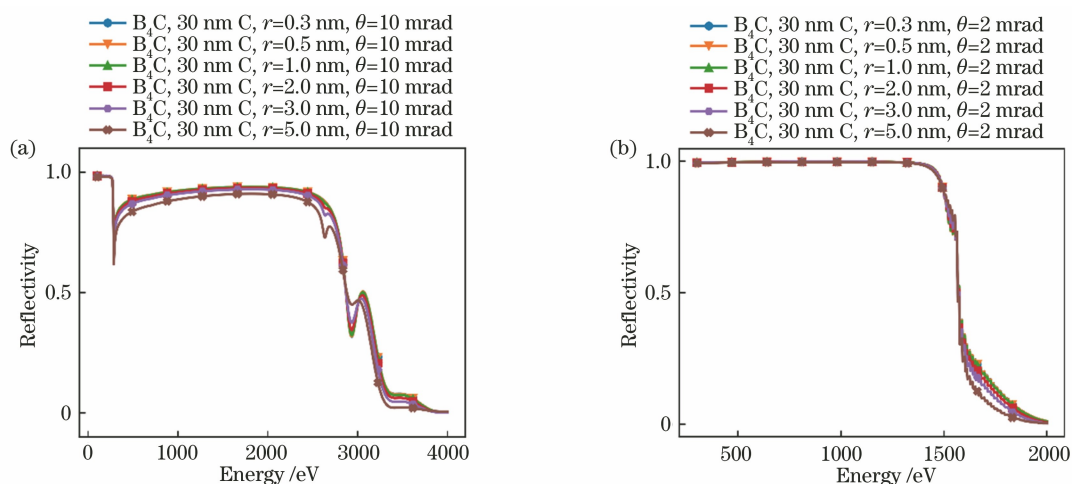 B₄C, 30 nm C, r=0.3 nm, θ=10 mrad
B₄C, 30 nm C, r=0.5 nm, θ=10 mrad
B₄C, 30 nm C, r=1.0 nm, θ=10 mrad
B₄C, 30 nm C, r=2.0 nm, θ=10 mrad
B₄C, 30 nm C, r=3.0 nm, θ=10 mrad
B₄C, 30 nm C, r=5.0 nm, θ=10 mrad
(a)
1.0
0.5
0
Reflectivity
0 1000 2000 3000 4000
Energy /eV
B₄C, 30 nm C, r=0.3 nm, θ=2 mrad
B₄C, 30 nm C, r=0.5 nm, θ=2 mrad
B₄C, 30 nm C, r=1.0 nm, θ=2 mrad
B₄C, 30 nm C, r=2.0 nm, θ=2 mrad
B₄C, 30 nm C, r=3.0 nm, θ=2 mrad
B₄C, 30 nm C, r=5.0 nm, θ=2 mrad
(b)
1.0
0.5
0
Reflectivity
500 1000 1500 2000
Energy /eV